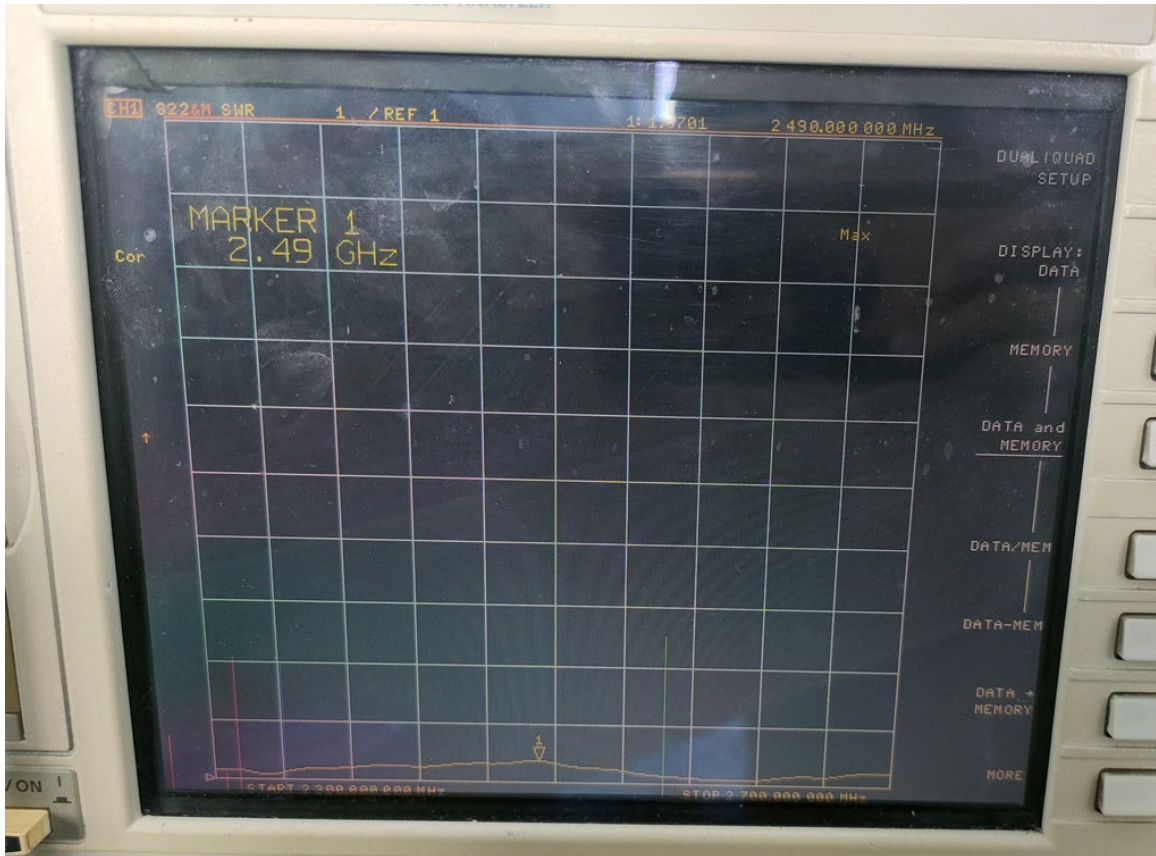 CH1 S22&M SWR 1 /REF 1 2 490.000 000 MHz
MARKER 1
2.49 GHz
Max
Cor
↑
DUAL|QUAD
SETUP
DISPLAY:
DATA
MEMORY
DATA and
MEMORY
DATA/MEM
DATA-MEM
DATA →
MEMORY
MORE
1
START 2 300.000 000 MHz STOP 2 700.000 000 MHz
/ON